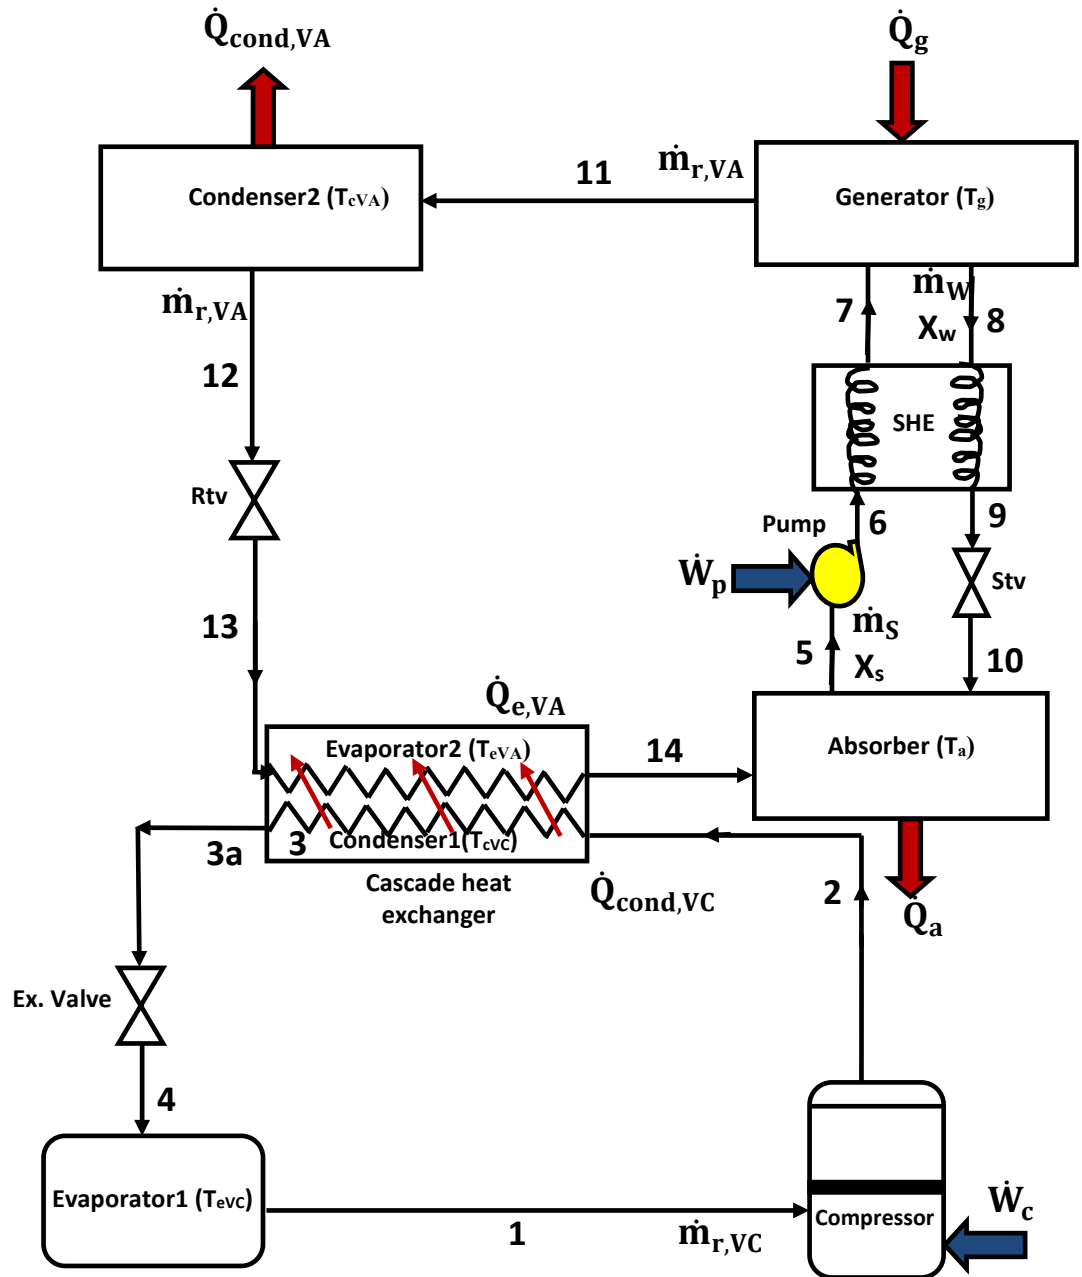 Q̇cond,VA
Q̇g
Condenser2 (TcVA)
11
ṁr,VA
Generator (Tg)
ṁr,VA
12
7
ṁW
Xw
8
SHE
Rtv
6
9
Pump
Ẇp
Stv
ṁS
Xs
5
10
13
Q̇e,VA
Evaporator2 (TeVA)
14
Absorber (Ta)
3a
3
Condenser1(TcVC)
Cascade heat
exchanger
Q̇cond,VC
2
Q̇a
Ex. Valve
4
Evaporator1 (TeVC)
1
ṁr,VC
Compressor
Ẇc